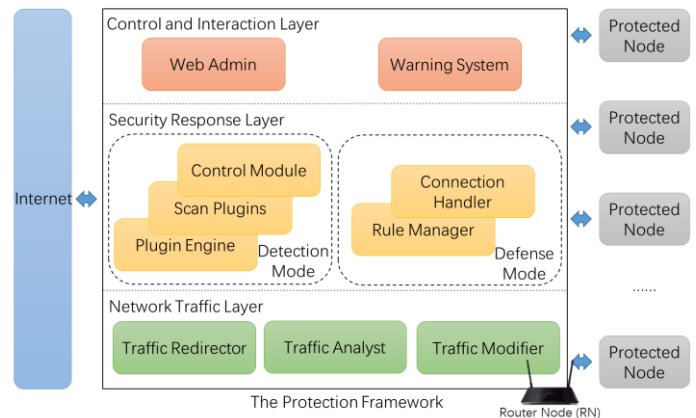 Control and Interaction Layer
Web Admin
Warning System
Security Response Layer
Control Module
Scan Plugins
Plugin Engine
Detection
Mode
Connection
Handler
Rule Manager
Defense
Mode
Network Traffic Layer
Traffic Redirector
Traffic Analyst
Traffic Modifier
The Protection Framework
Router Node (RN)
Internet
Protected
Node
Protected
Node
Protected
Node
......
Protected
Node